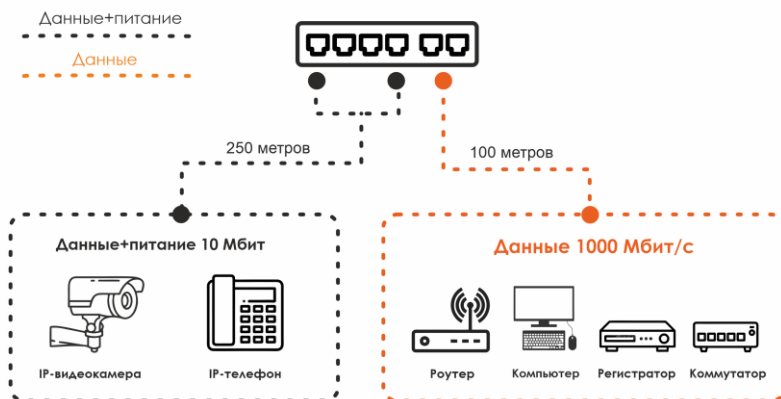 Данные+питание
Данные
250 метров
100 метров
Данные+питание 10 Мбит
Данные 1000 Мбит/с
IP-видеокамера
IP-телефон
Роутер
Компьютер
Регистратор
Коммутатор